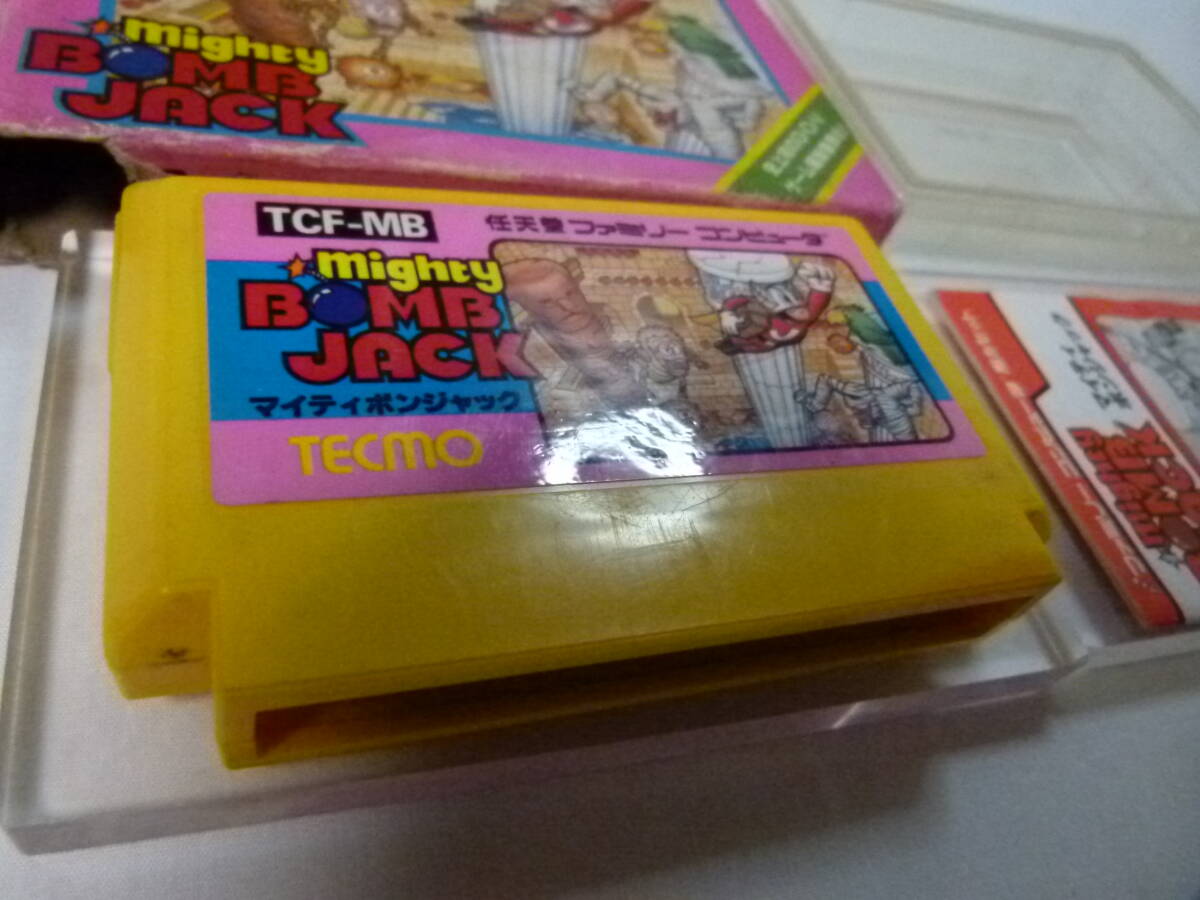 mighty
BOMB
JACK
TCF-MB
任天堂 ファミリー コンピュータ
mighty
BOMB
JACK
マイティボンジャック
TECMO